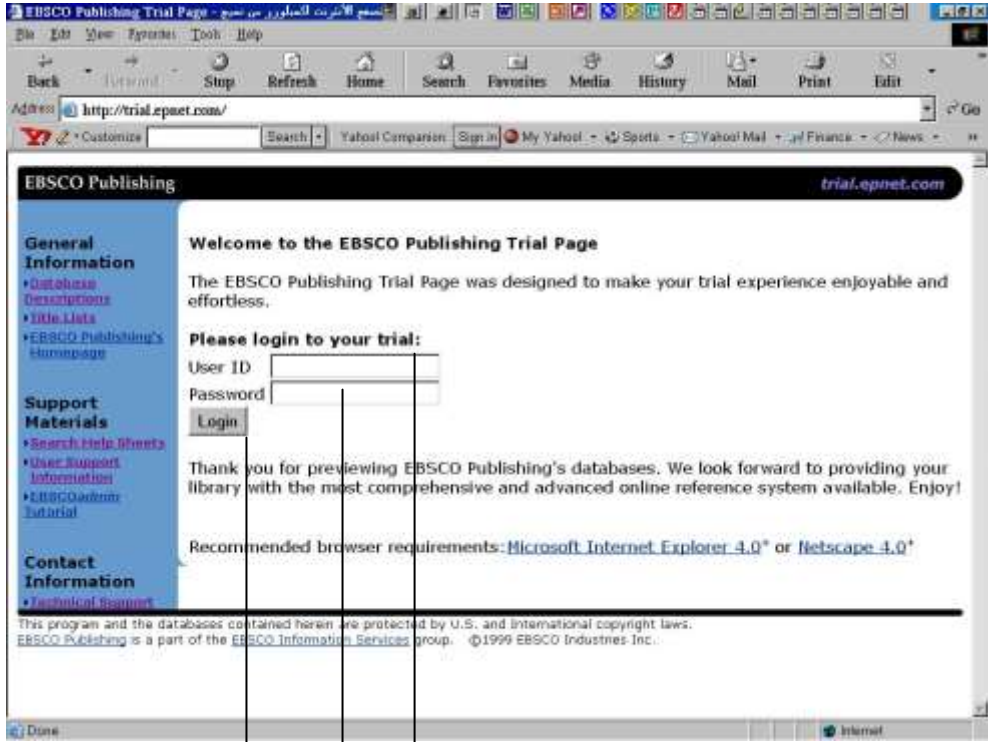 EBSCO Publishing Trial Page -
File Edit View Favorites Tools Help
Back Forward Stop Refresh Home Search Favorites Media History Mail Print Edit
Address http://trial.epnet.com/ Go
Y! Customize Search Yahoo! Companion Sign in My Yahoo! Sports Yahoo! Mail Finance News
EBSCO Publishing trial.epnet.com
General
Information
Database
Descriptions
Title Lists
EBSCO Publishing's
Homepage
Support
Materials
Search Help Sheets
User Support
Information
EBSCOadmin
Tutorial
Contact
Information
Technical Support
Welcome to the EBSCO Publishing Trial Page
The EBSCO Publishing Trial Page was designed to make your trial experience enjoyable and
effortless.
Please login to your trial:
User ID
Password
Login
Thank you for previewing EBSCO Publishing's databases. We look forward to providing your
library with the most comprehensive and advanced online reference system available. Enjoy!
Recommended browser requirements: Microsoft Internet Explorer 4.0+ or Netscape 4.0+
This program and the databases contained herein are protected by U.S. and international copyright laws.
EBSCO Publishing is a part of the EBSCO Information Services group. ©1999 EBSCO Industries Inc.
Done Internet